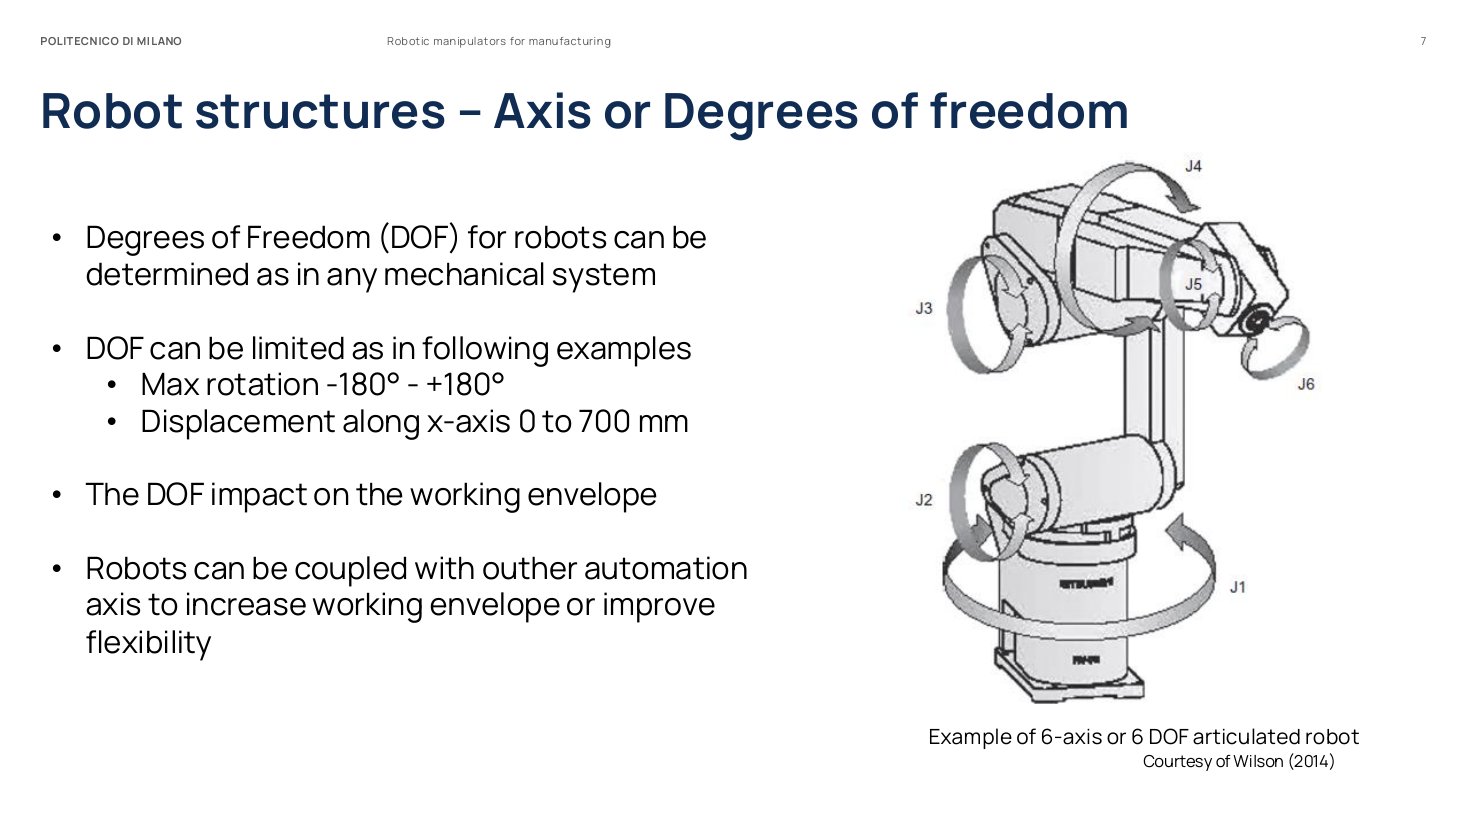 POLITECNICO DI MILANO
Robotic manipulators for manufacturing
7
Robot structures – Axis or Degrees of freedom
• Degrees of Freedom (DOF) for robots can be
determined as in any mechanical system
• DOF can be limited as in following examples
• Max rotation -180° - +180°
• Displacement along x-axis 0 to 700 mm
• The DOF impact on the working envelope
• Robots can be coupled with outher automation
axis to increase working envelope or improve
flexibility
J4
J5
J3
J6
J2
J1
Example of 6-axis or 6 DOF articulated robot
Courtesy of Wilson (2014)